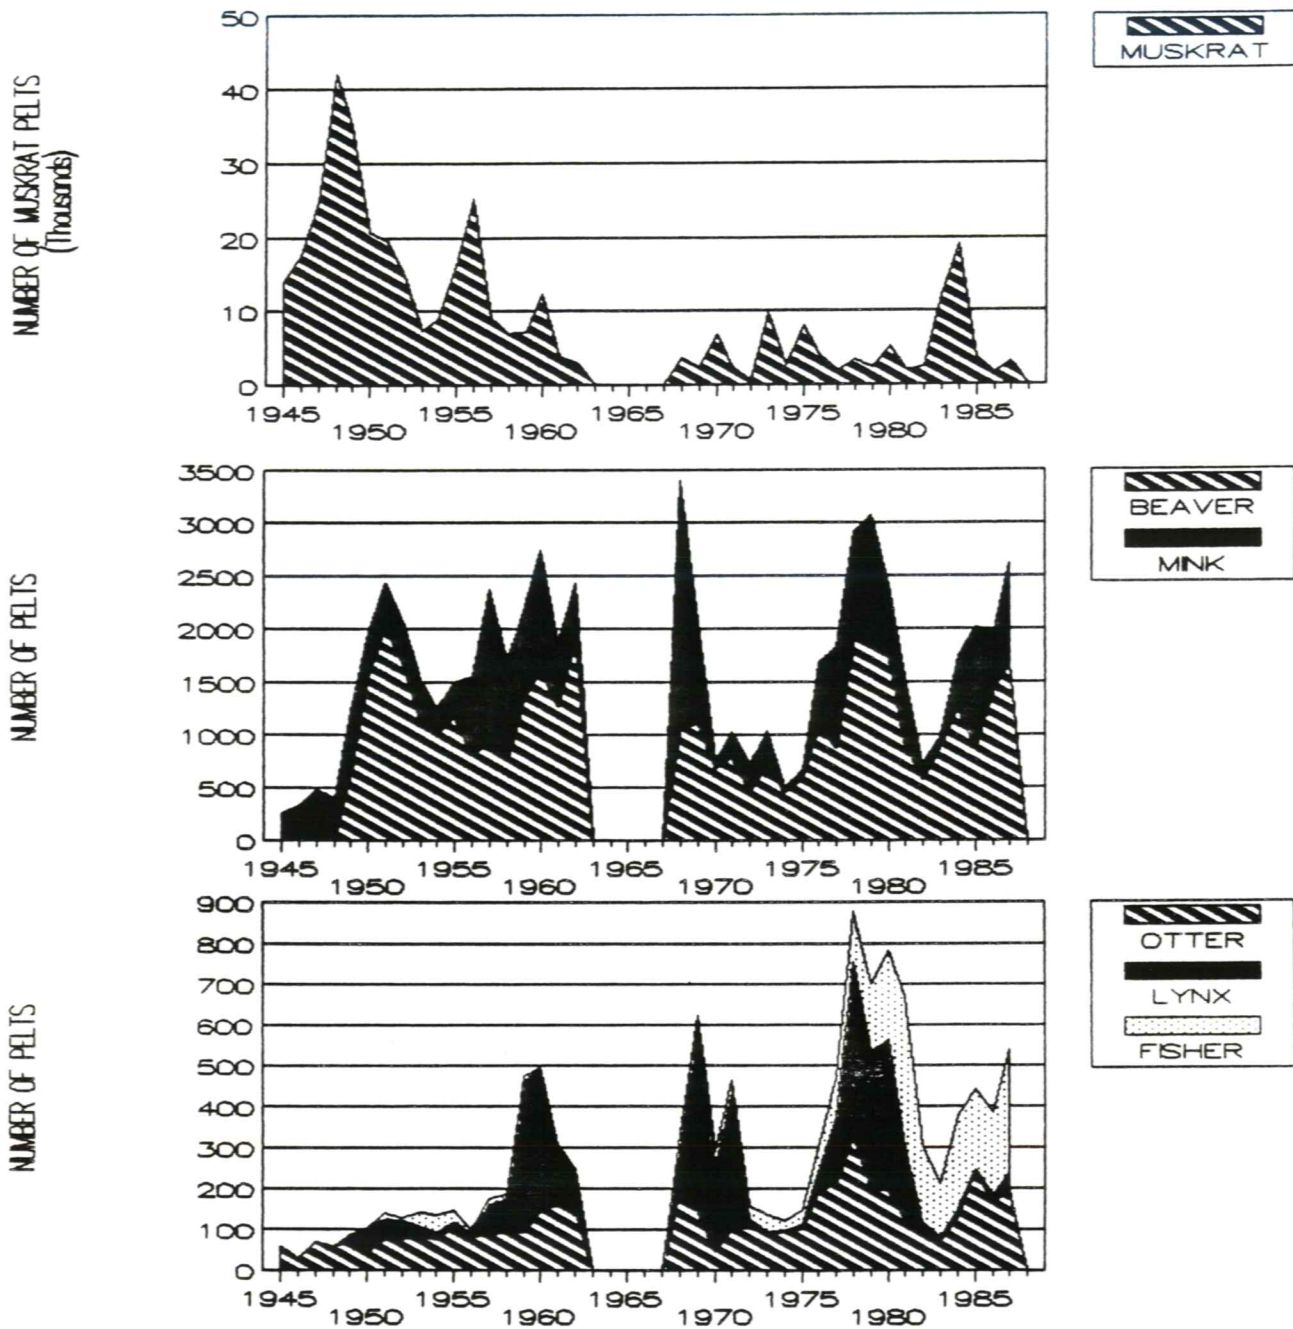 NUMBER OF MUSKRAT PELTS
(Thousands)
50
40
30
20
10
0
1945 1955 1965 1975 1985
1950 1960 1970 1980
MUSKRAT
NUMBER OF PELTS
3500
3000
2500
2000
1500
1000
500
0
1945 1955 1965 1975 1985
1950 1960 1970 1980
BEAVER
MINK
NUMBER OF PELTS
900
800
700
600
500
400
300
200
100
0
1945 1955 1965 1975 1985
1950 1960 1970 1980
OTTER
LYNX
FISHER